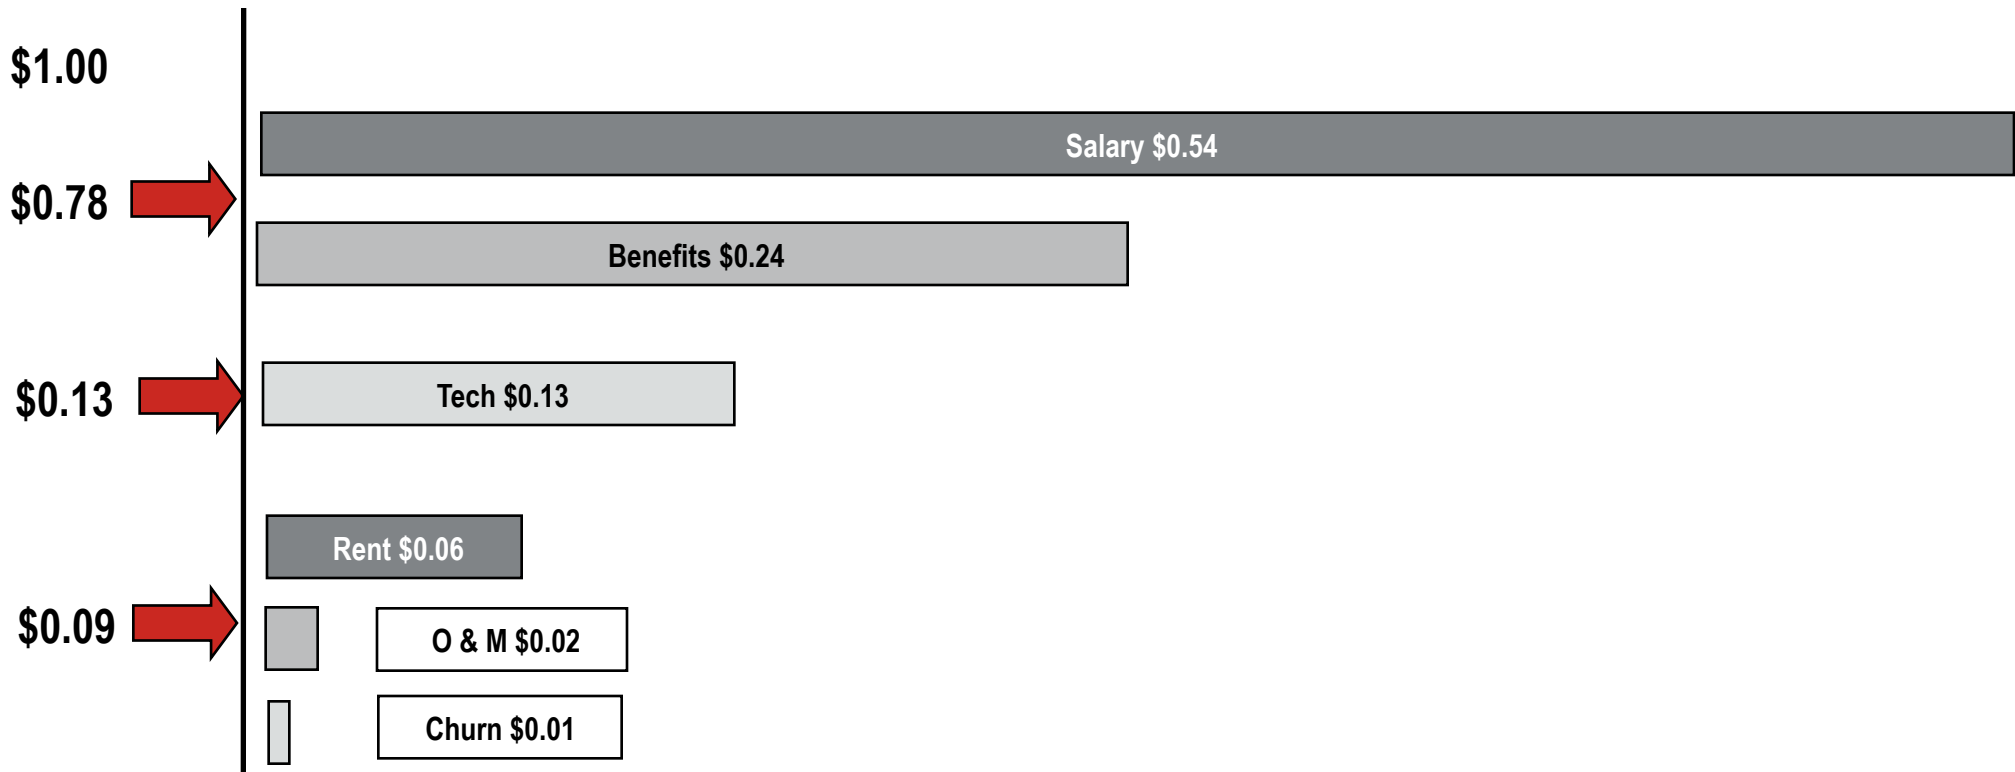 $1.00
Salary $0.54
$0.78
Benefits $0.24
$0.13
Tech $0.13
Rent $0.06
$0.09
O & M $0.02
Churn $0.01